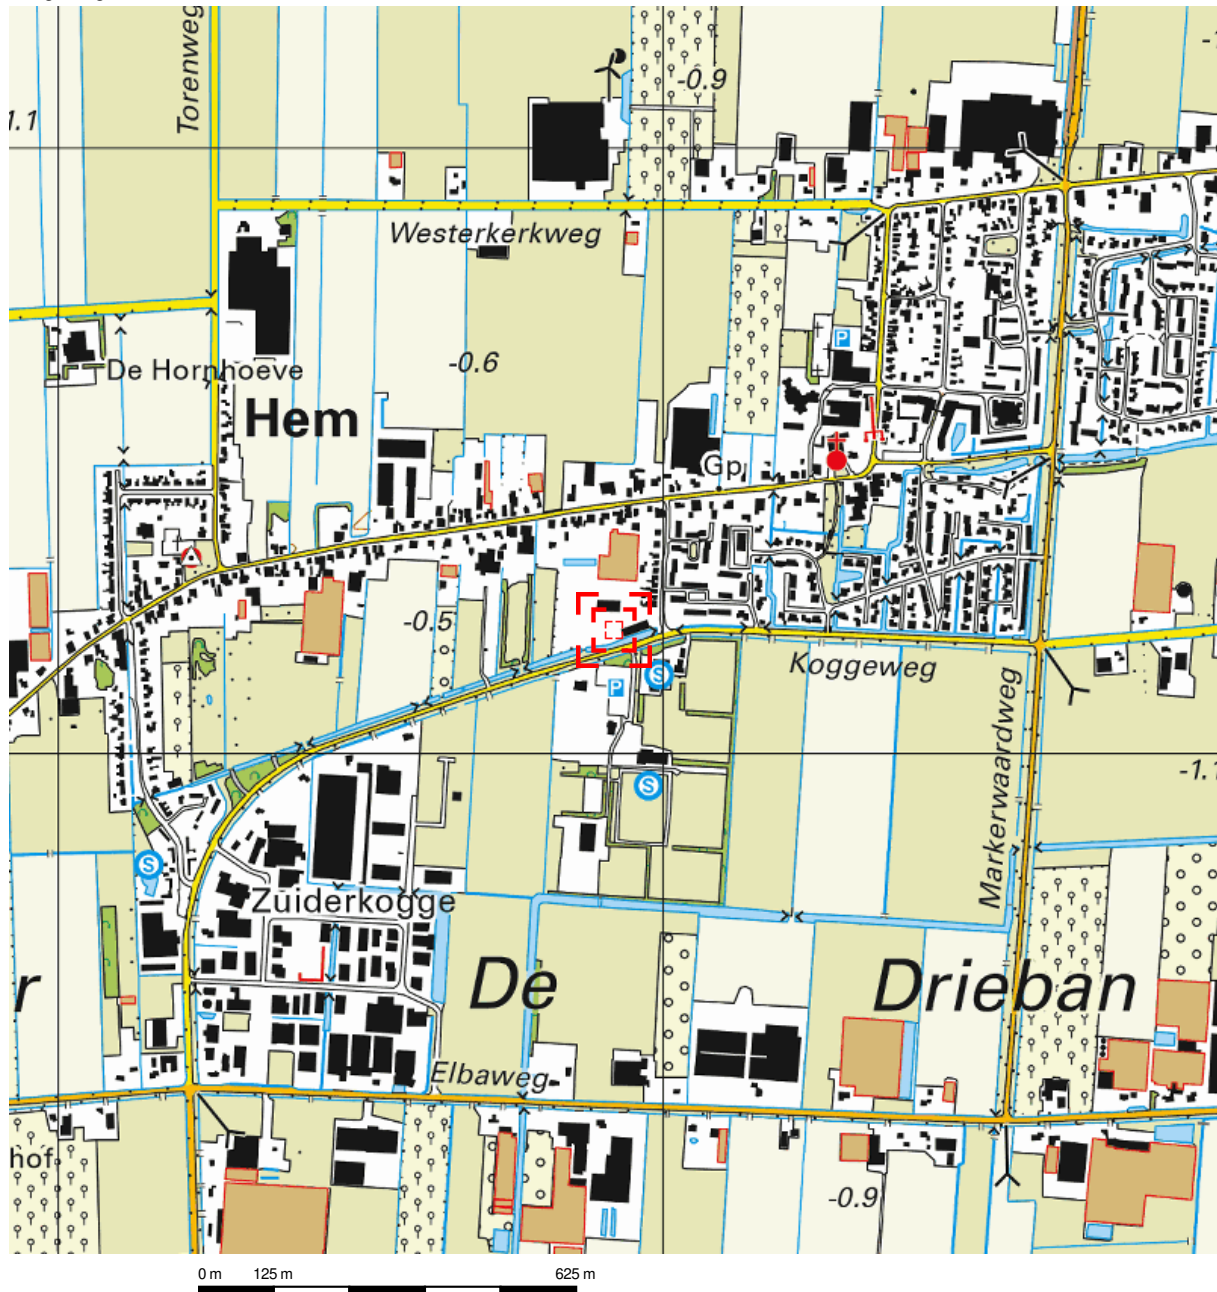 Torenweg
-0.9
-1.
1.1
Westerkerkweg
P
-0.6
De Hornhoeve
Hem
Gp
-0.5
Koggeweg
S
P
Markerwaardweg
-1.1
S
S
Zuiderkogge
r
De
Drieban
Elbaweg
hof
-0.9
0 m
125 m
625 m